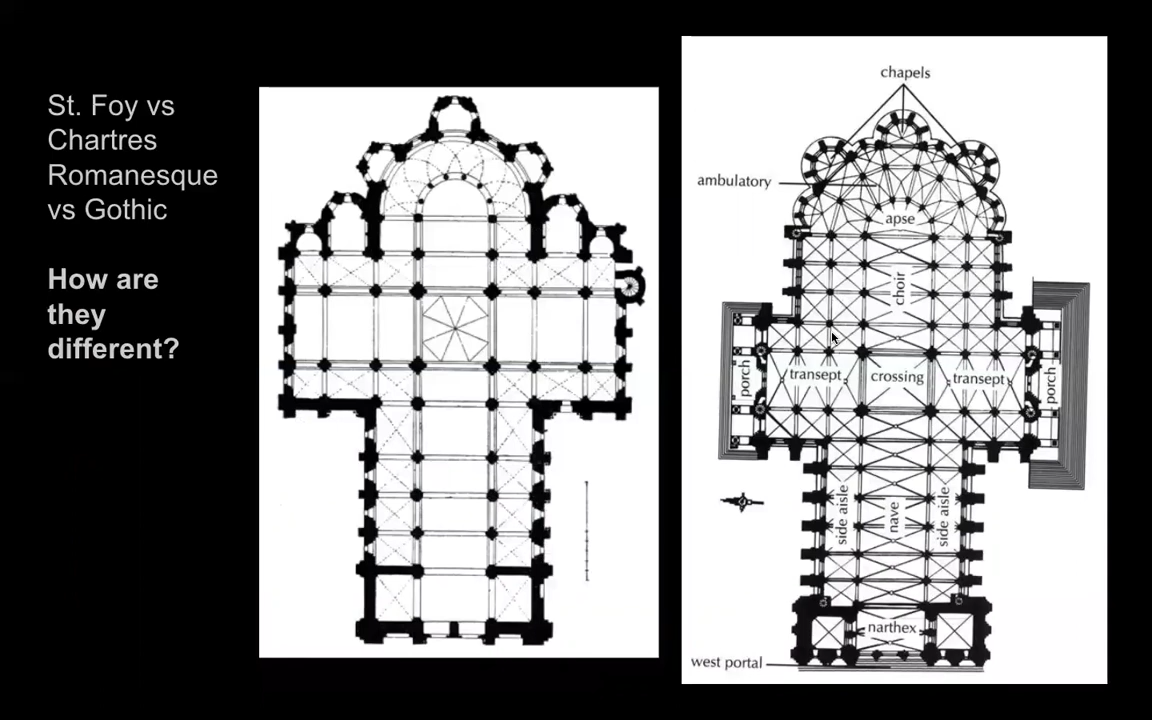 St. Foy vs
Chartres
Romanesque
vs Gothic
How are
they
different?
chapels
ambulatory
apse
choir
porch
transept
crossing
transept
porch
side aisle
nave
side aisle
narthex
west portal